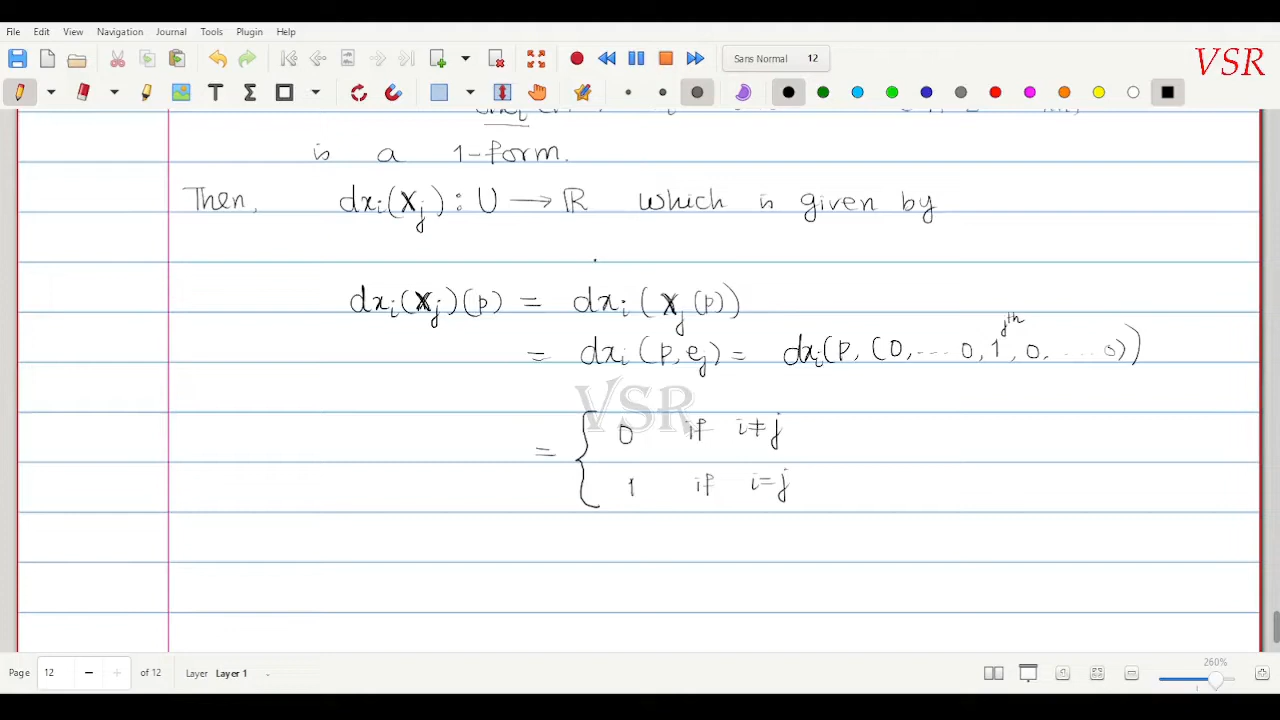 VSR
File Edit View Navigation Journal Tools Plugin Help
Sans Normal 12
is a 1-form.
Then, dxᵢ(Xⱼ) : U ⟶ ℝ which is given by
dxᵢ(Xⱼ)(p) = dxᵢ(Xⱼ(p))
= dxᵢ(p, eⱼ) = dxᵢ(p, (0, ---- 0, 1, 0, ---- 0)) jth
VSR
= { 0 if i≠j
1 if i=j
Page 12 of 12 Layer Layer 1 260%